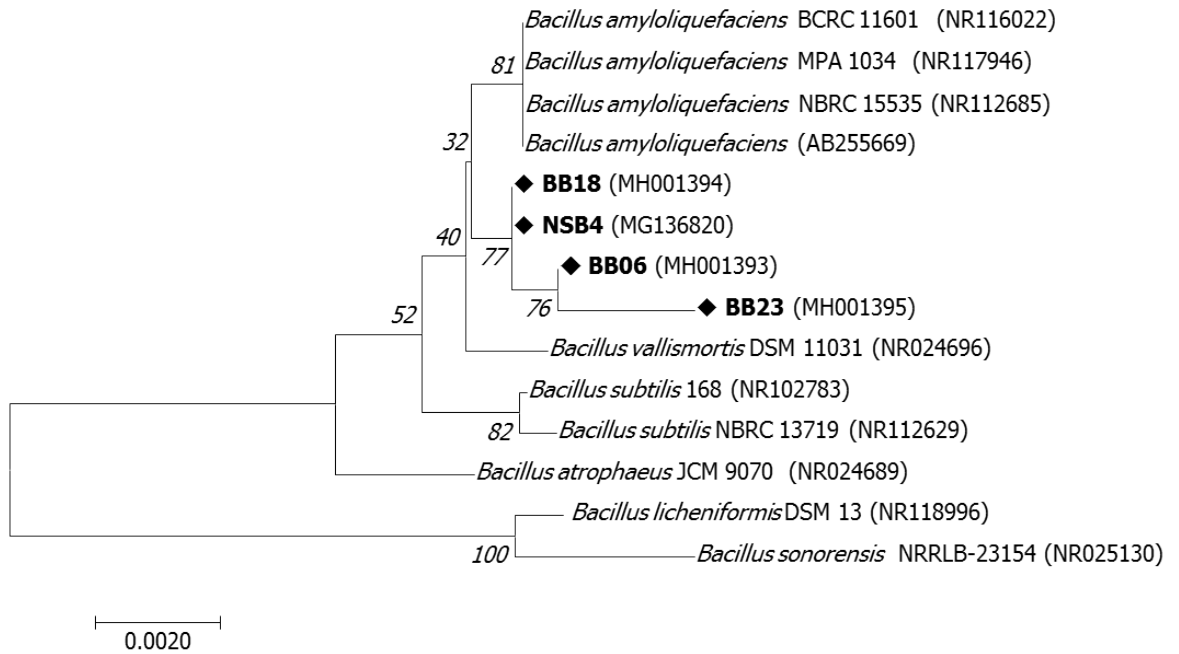 Bacillus amyloliquefaciens BCRC 11601 (NR116022)
81
Bacillus amyloliquefaciens MPA 1034 (NR117946)
Bacillus amyloliquefaciens NBRC 15535 (NR112685)
32
Bacillus amyloliquefaciens (AB255669)
BB18 (MH001394)
NSB4 (MG136820)
40
77
BB06 (MH001393)
76
BB23 (MH001395)
52
Bacillus vallismortis DSM 11031 (NR024696)
Bacillus subtilis 168 (NR102783)
82
Bacillus subtilis NBRC 13719 (NR112629)
Bacillus atrophaeus JCM 9070 (NR024689)
Bacillus licheniformis DSM 13 (NR118996)
100
Bacillus sonorensis NRRLB-23154 (NR025130)
0.0020